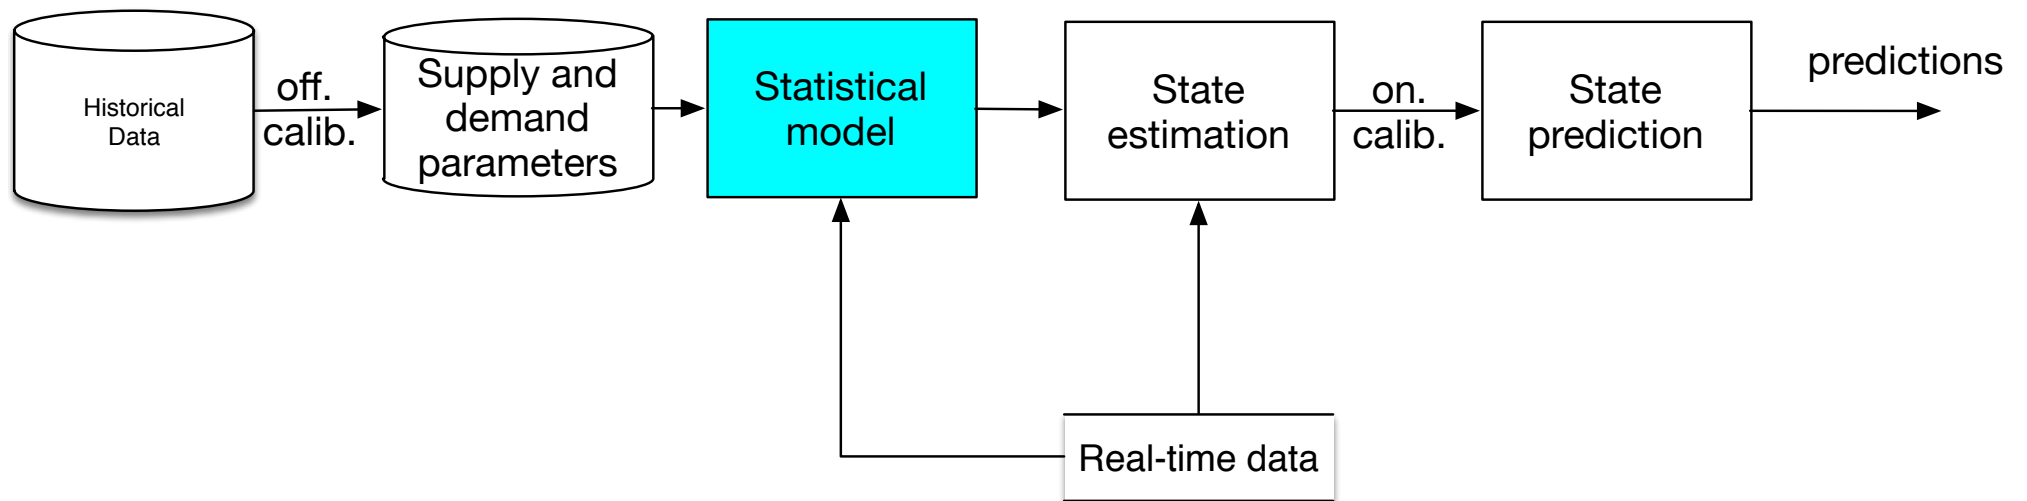 Historical
Data
off.
calib.
Supply and
demand
parameters
Statistical
model
State
estimation
on.
calib.
State
prediction
predictions
Real-time data